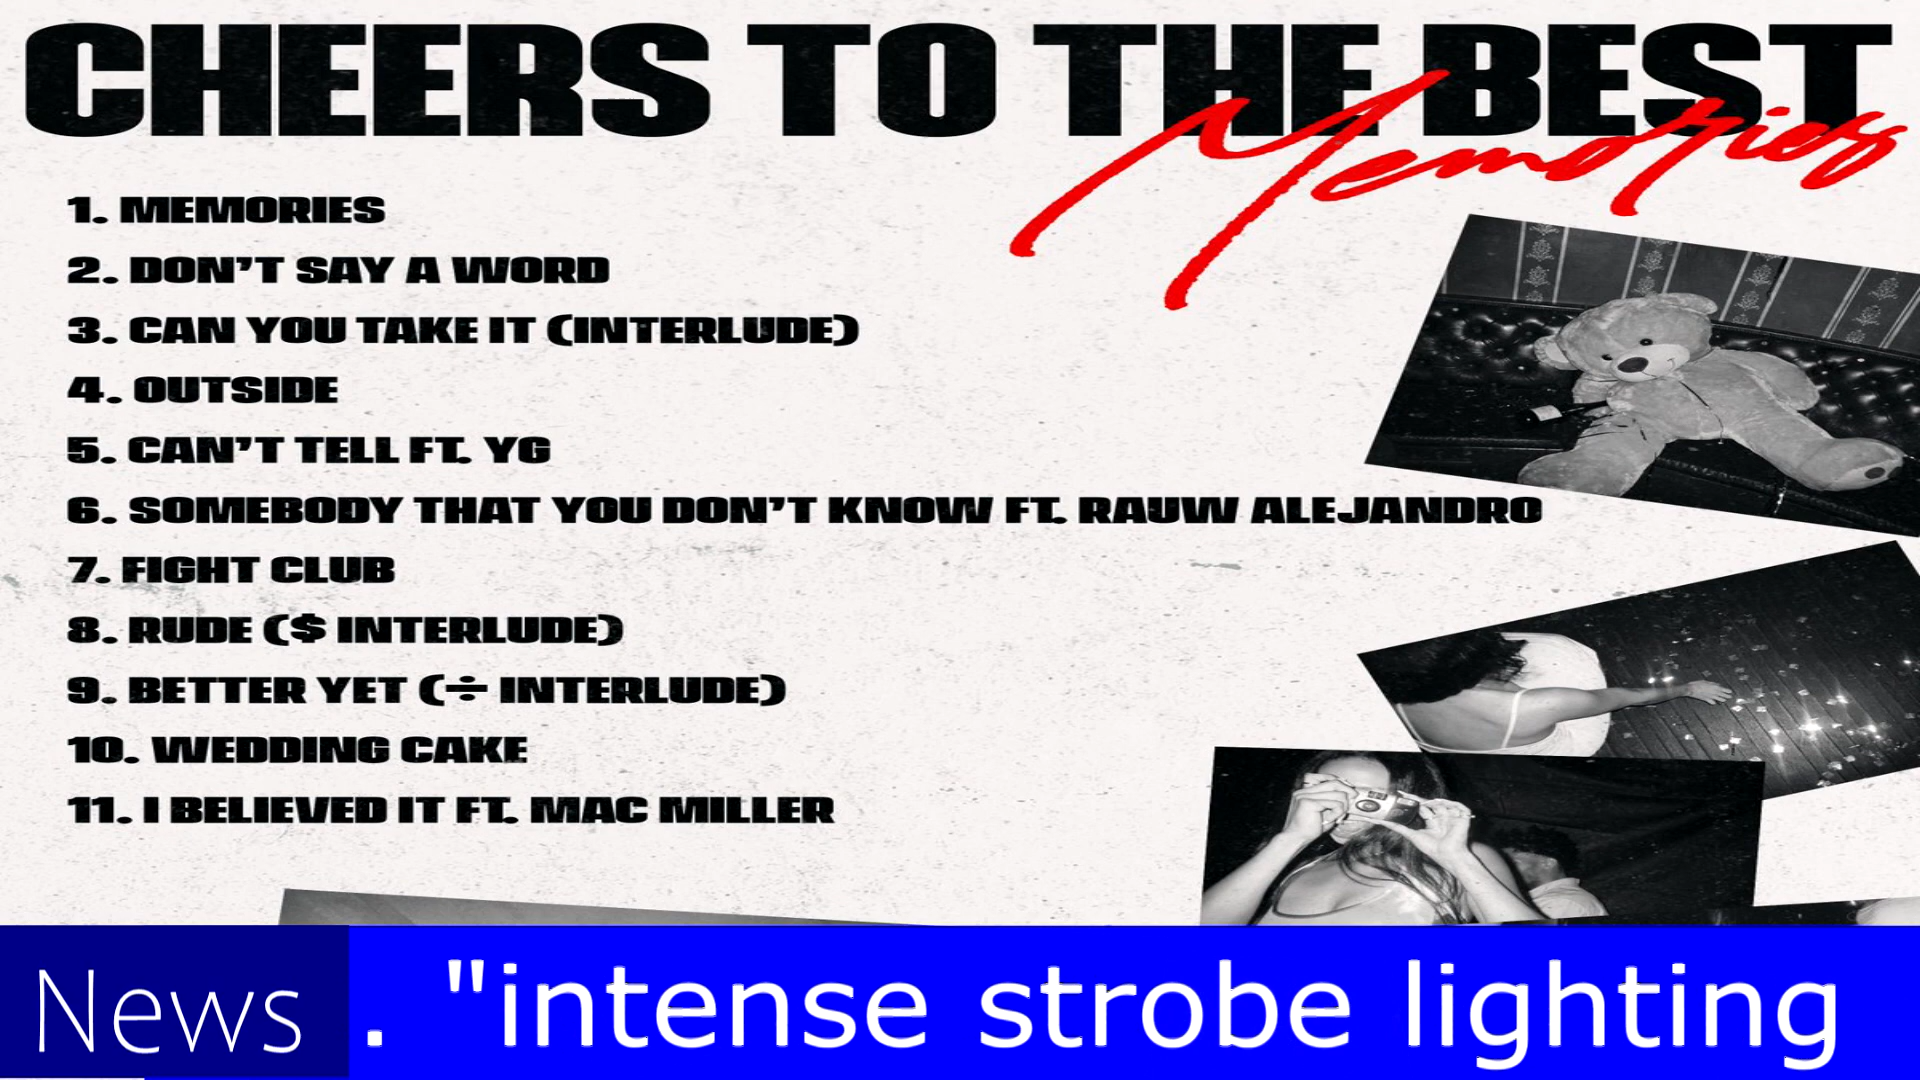 CHEERS TO THE BEST
Memories
1. MEMORIES
2. DON'T SAY A WORD
3. CAN YOU TAKE IT (INTERLUDE)
4. OUTSIDE
5. CAN'T TELL FT. YG
6. SOMEBODY THAT YOU DON'T KNOW FT. RAUW ALEJANDRO
7. FIGHT CLUB
8. RUDE ($ INTERLUDE)
9. BETTER YET (÷ INTERLUDE)
10. WEDDING CAKE
11. I BELIEVED IT FT. MAC MILLER
News . "intense strobe lighting